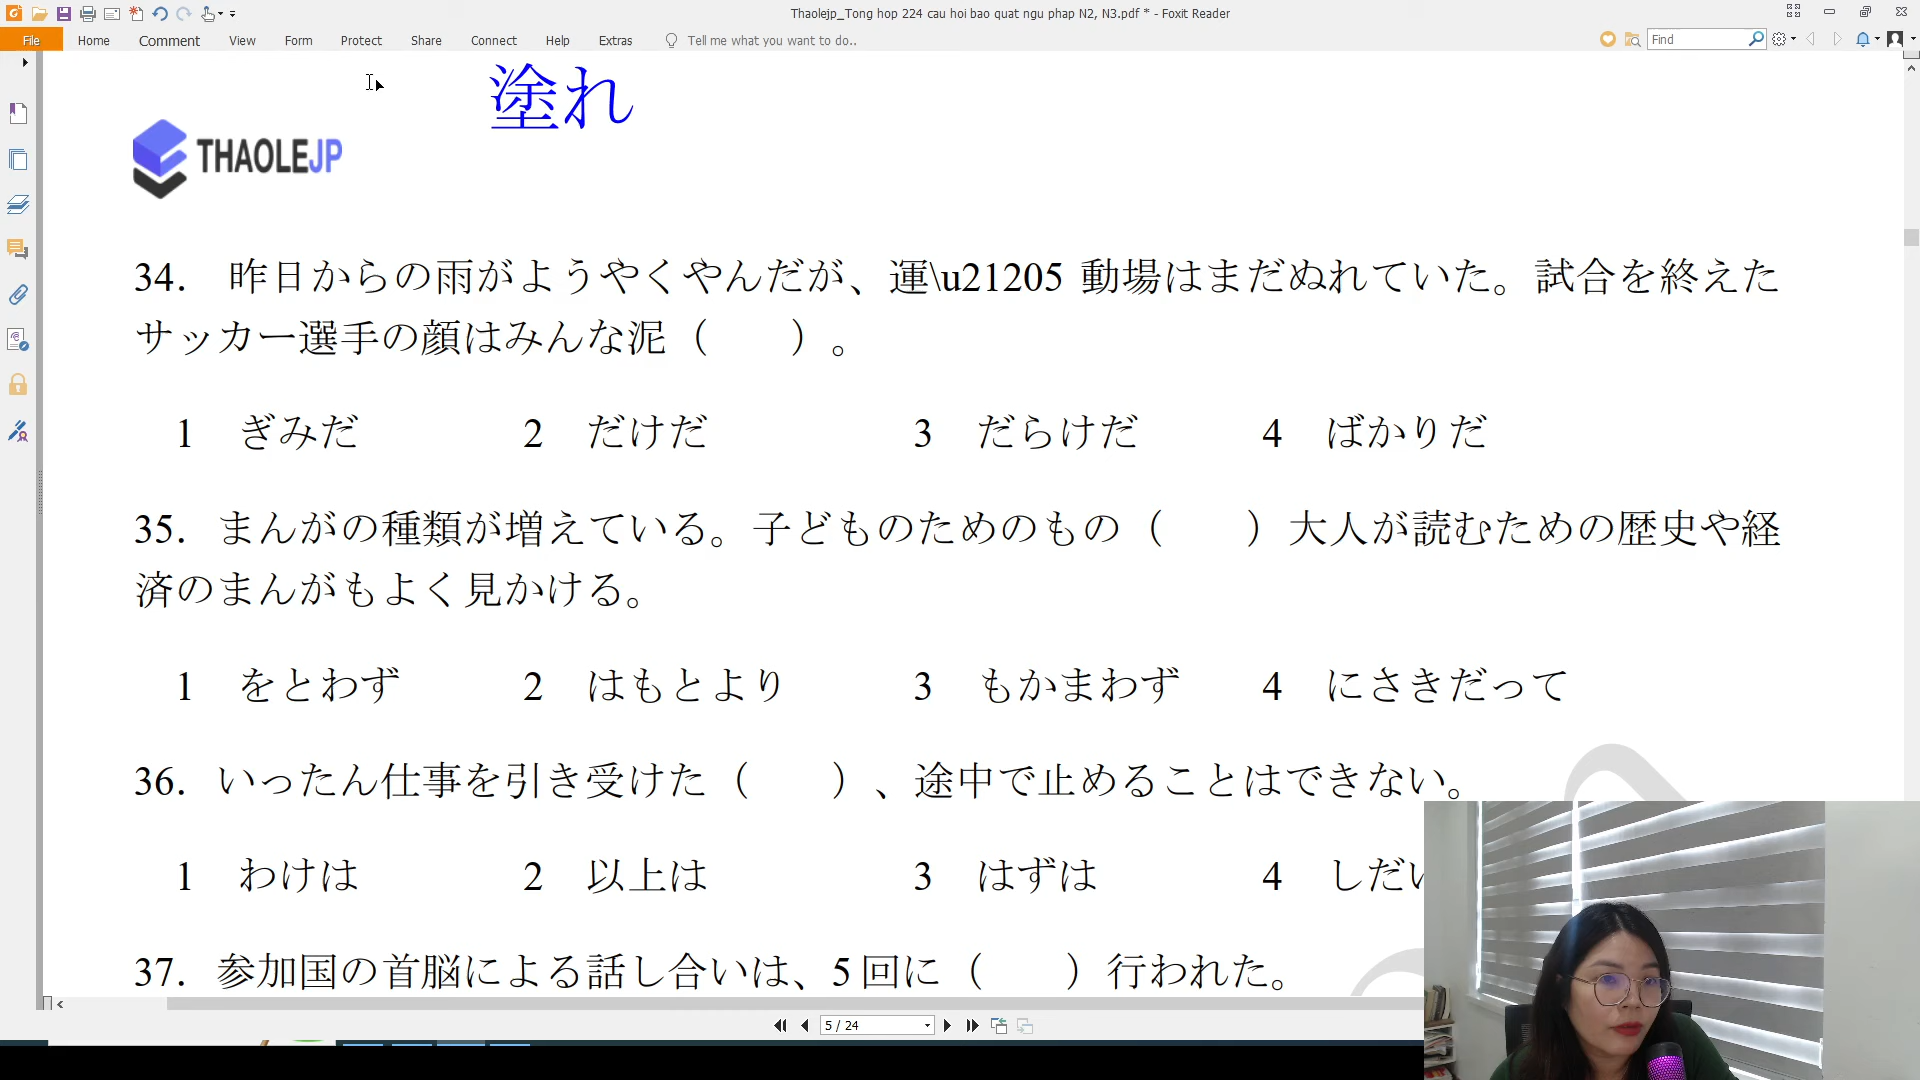 Thaolejp_Tong hop 224 cau hoi bao quat ngu phap N2, N3.pdf * - Foxit Reader
File Home Comment View Form Protect Share Connect Help Extras Tell me what you want to do.. Find
塗れ
THAOLEJP
34. 昨日からの雨がようやくやんだが、運\u21205 動場はまだぬれていた。試合を終えた
サッカー選手の顔はみんな泥（　　）。
1 ぎみだ 2 だけだ 3 だらけだ 4 ばかりだ
35. まんがの種類が増えている。子どものためのもの（　　）大人が読むための歴史や経
済のまんがもよく見かける。
1 をとわず 2 はもとより 3 もかまわず 4 にさきだって
36. いったん仕事を引き受けた（　　）、途中で止めることはできない。
1 わけは 2 以上は 3 はずは 4 しだい
37. 参加国の首脳による話し合いは、5 回に（　　）行われた。
5 / 24